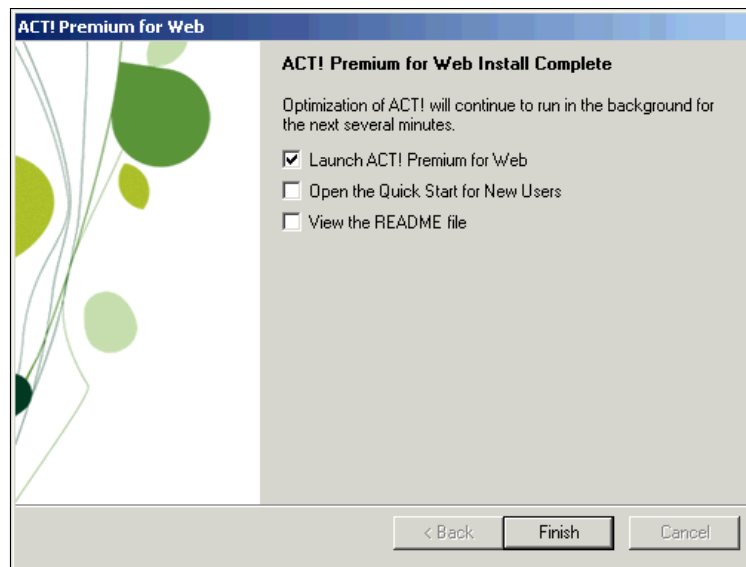 ACT! Premium for Web
ACT! Premium for Web Install Complete
Optimization of ACT! will continue to run in the background for
the next several minutes.
Launch ACT! Premium for Web
Open the Quick Start for New Users
View the README file
< Back Finish Cancel